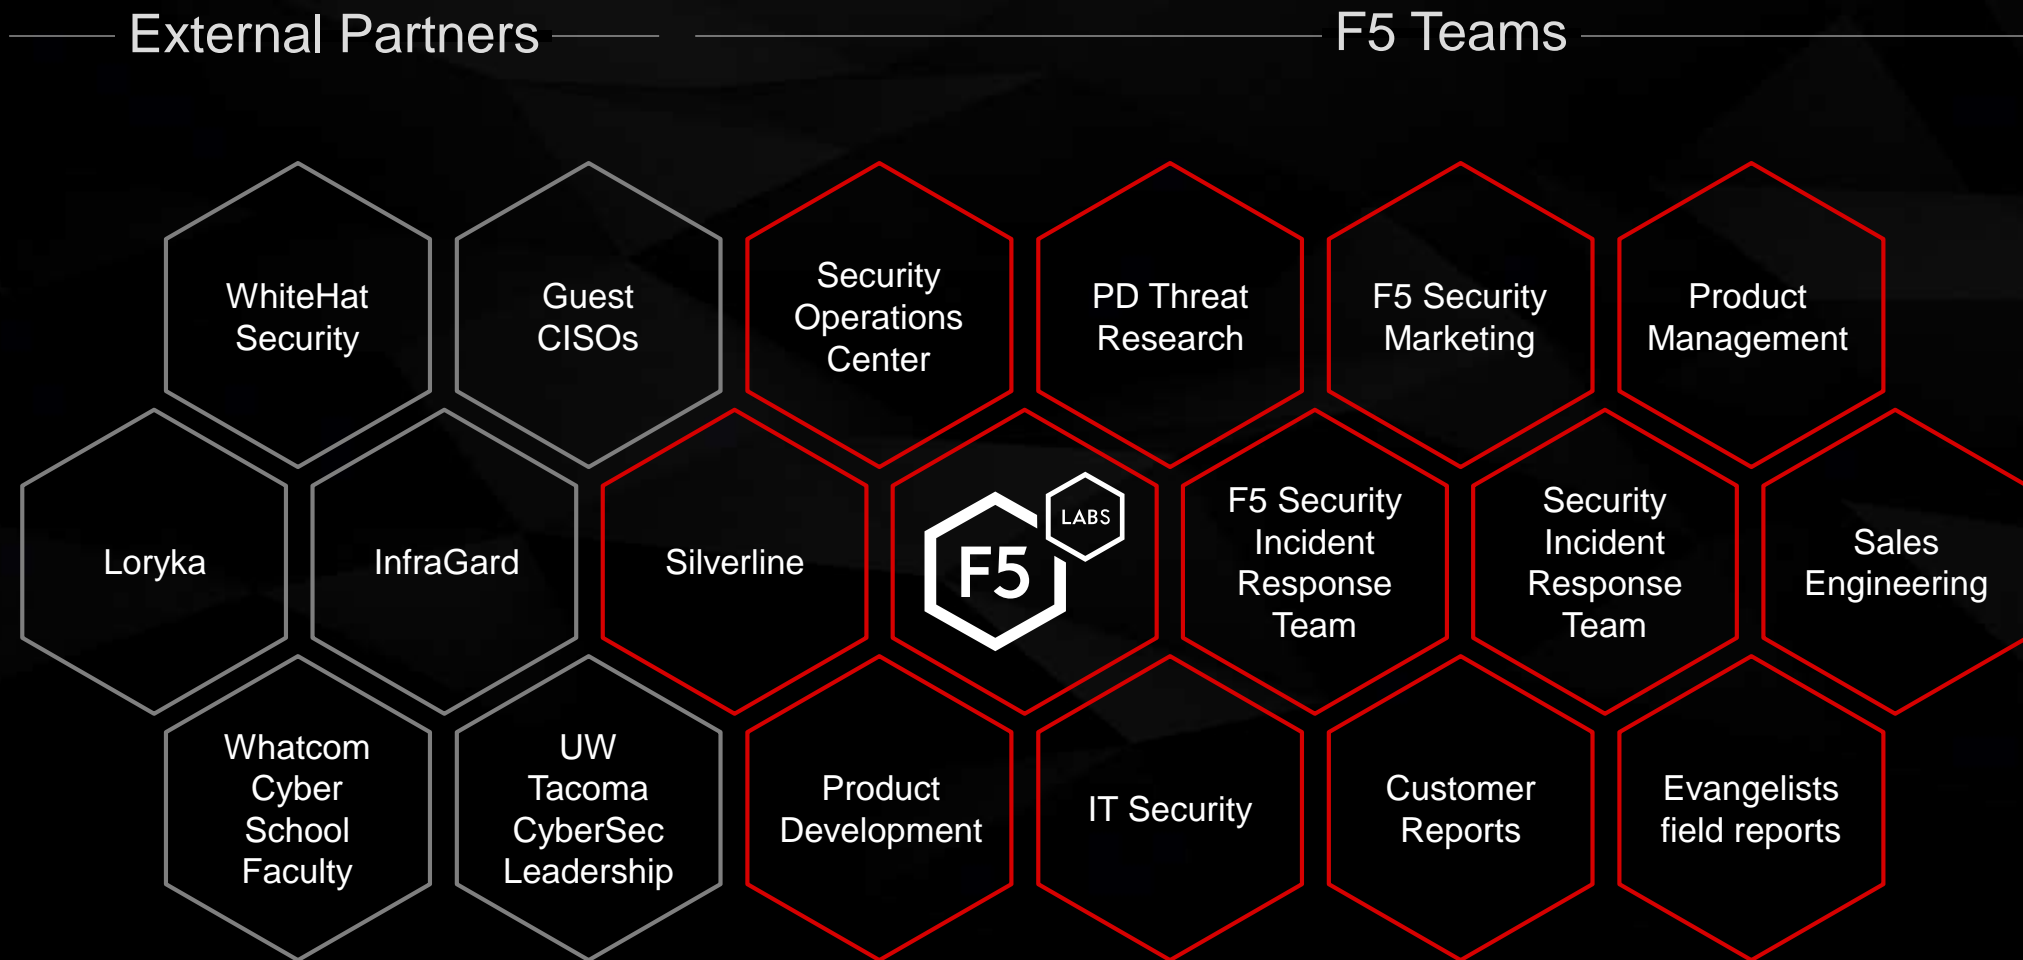 External Partners
F5 Teams
WhiteHat
Security
Guest
CISOs
Security
Operations
Center
PD Threat
Research
F5 Security
Marketing
Product
Management
Loryka
InfraGard
Silverline
F5
LABS
F5 Security
Incident
Response
Team
Security
Incident
Response
Team
Sales
Engineering
Whatcom
Cyber
School
Faculty
UW
Tacoma
CyberSec
Leadership
Product
Development
IT Security
Customer
Reports
Evangelists
field reports